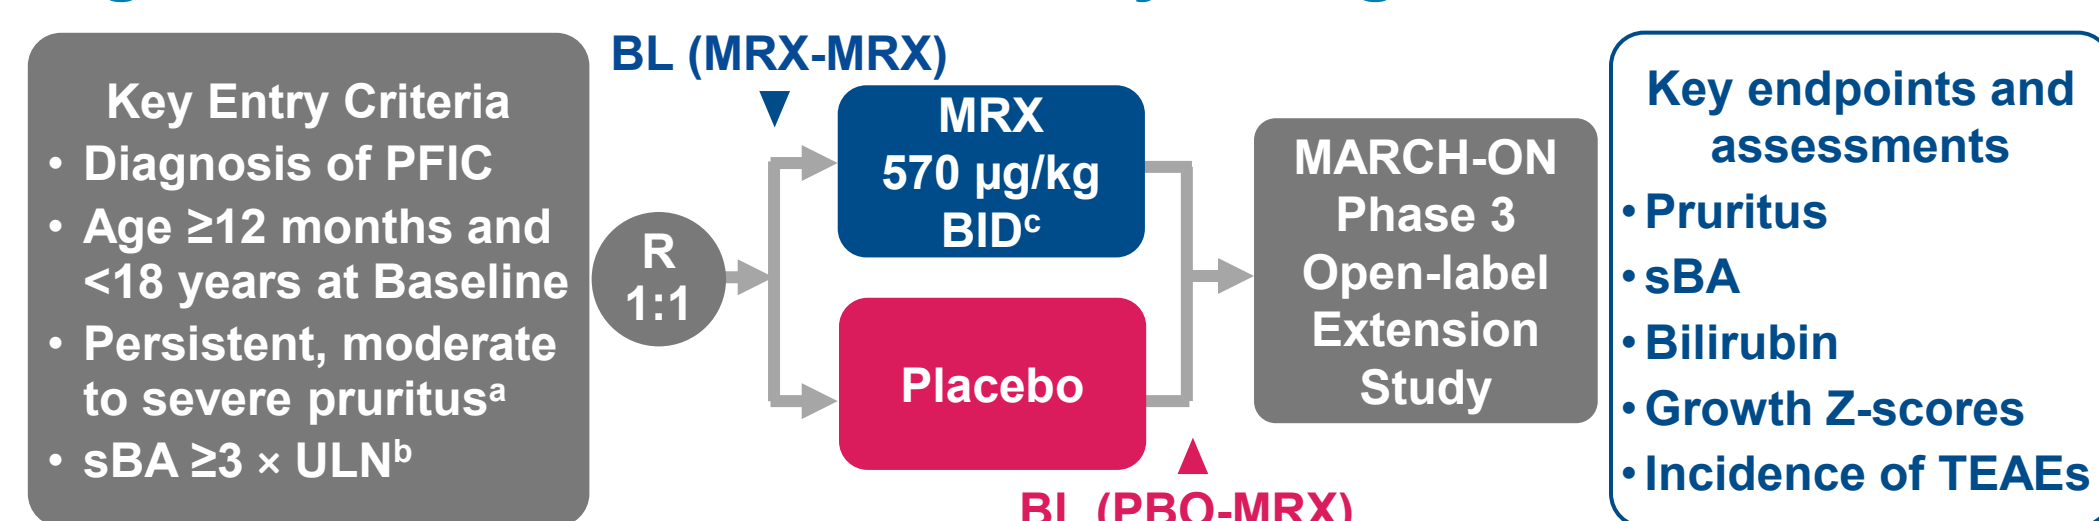 Key Entry Criteria
• Diagnosis of PFIC
• Age ≥12 months and
<18 years at Baseline
• Persistent, moderate
to severe pruritusᵃ
• sBA ≥3 × ULNᵇ
R
1:1
BL (MRX-MRX)
MRX
570 µg/kg
BIDᶜ
Placebo
BL (PBO-MRX)
MARCH-ON
Phase 3
Open-label
Extension
Study
Key endpoints and
assessments
• Pruritus
• sBA
• Bilirubin
• Growth Z-scores
• Incidence of TEAEs